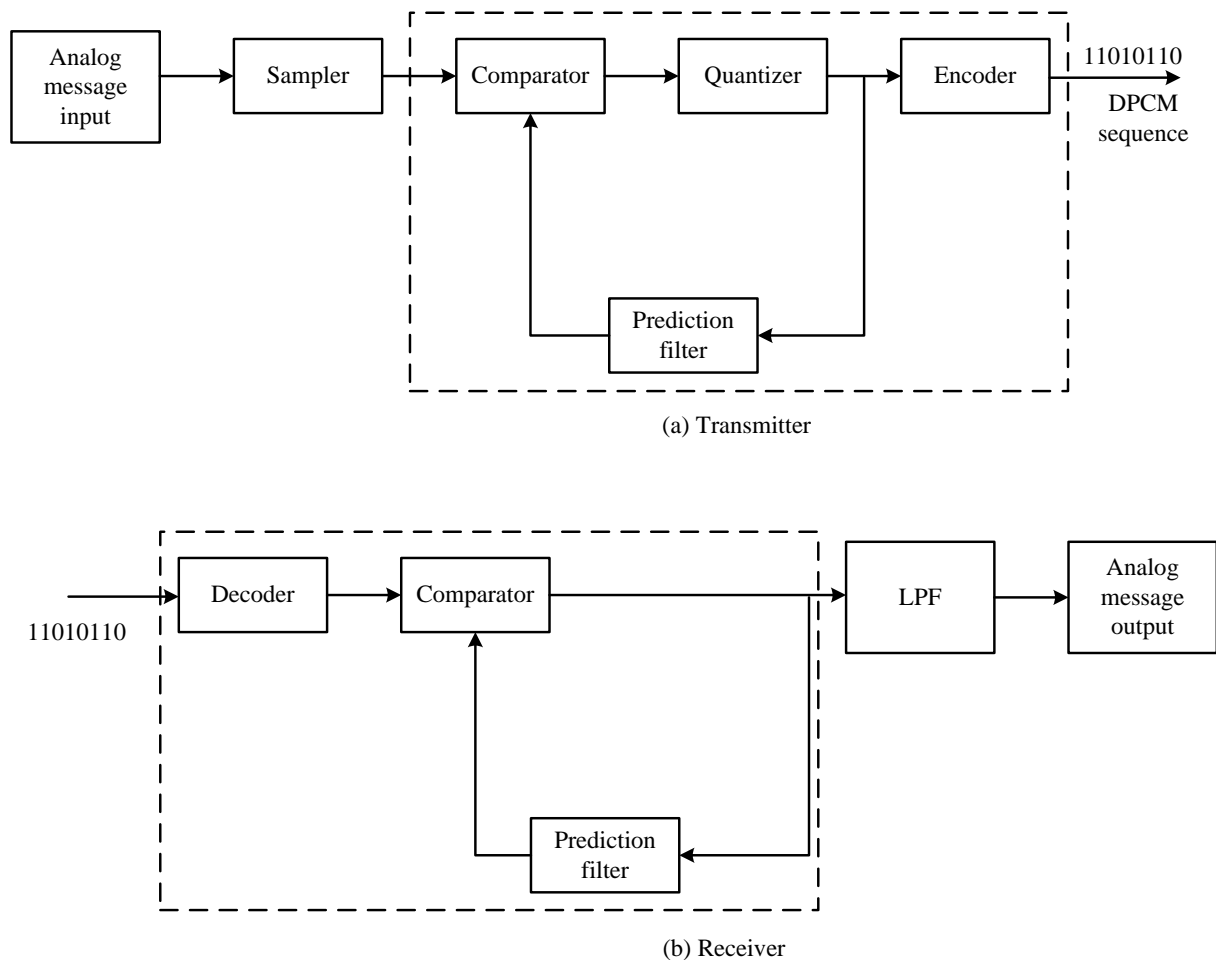 Analog
message
input
Sampler
Comparator
Quantizer
Encoder
11010110
DPCM
sequence
Prediction
filter
(a) Transmitter
11010110
Decoder
Comparator
LPF
Analog
message
output
Prediction
filter
(b) Receiver